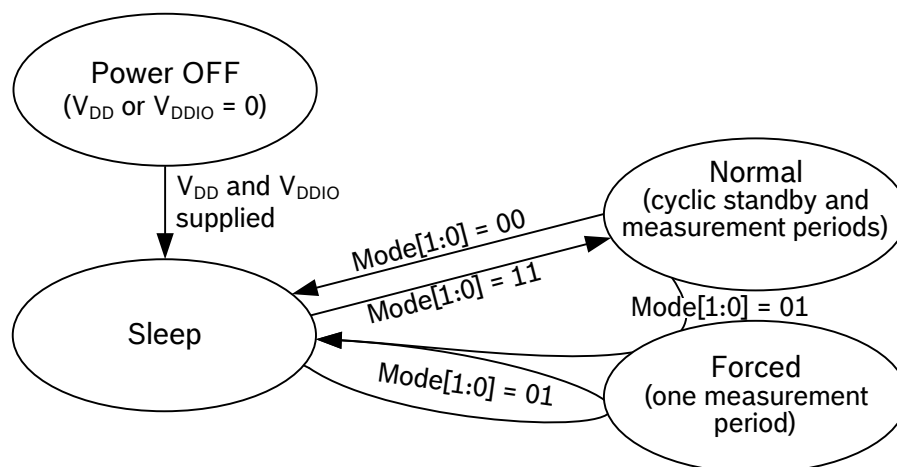 Power OFF
(VDD or VDDIO = 0)
VDD and VDDIO
supplied
Normal
(cyclic standby and
measurement periods)
Mode[1:0] = 00
Mode[1:0] = 11
Mode[1:0] = 01
Sleep
Mode[1:0] = 01
Forced
(one measurement
period)